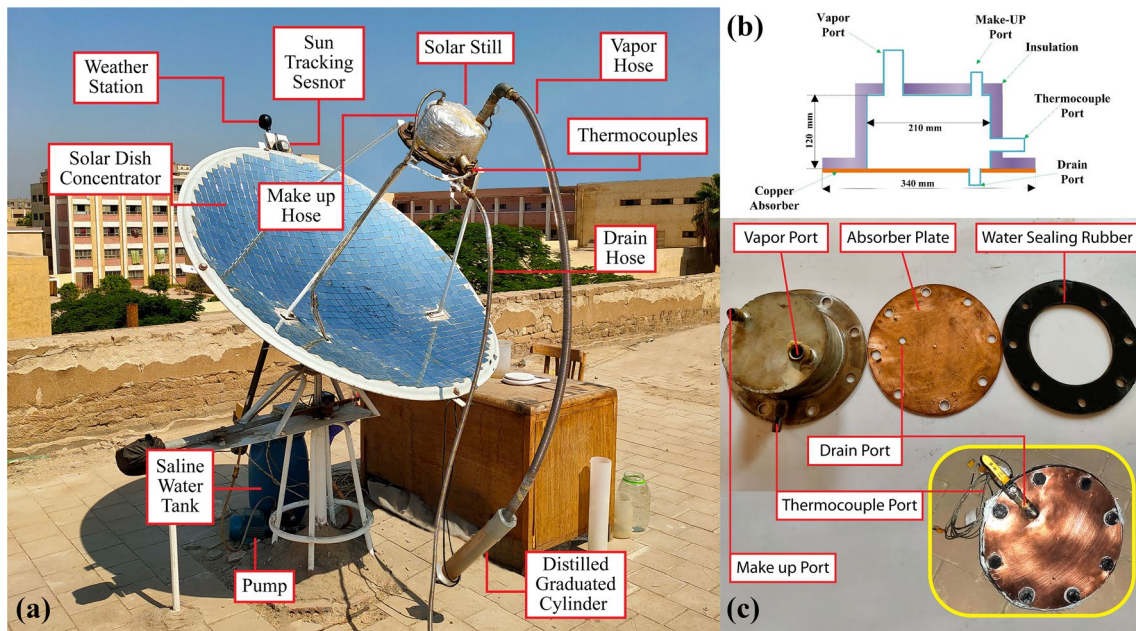 Weather
Station
Sun
Tracking
Sesnor
Solar Still
Vapor
Hose
Thermocouples
Solar Dish
Concentrator
Make up
Hose
Drain
Hose
Saline
Water
Tank
Pump
Distilled
Graduated
Cylinder
(a)
(b)
Vapor
Port
Make-UP
Port
Insulation
Thermocouple
Port
120 mm
210 mm
Drain
Port
Copper
Absorber
340 mm
Vapor Port
Absorber Plate
Water Sealing Rubber
Drain Port
Thermocouple Port
Make up Port
(c)